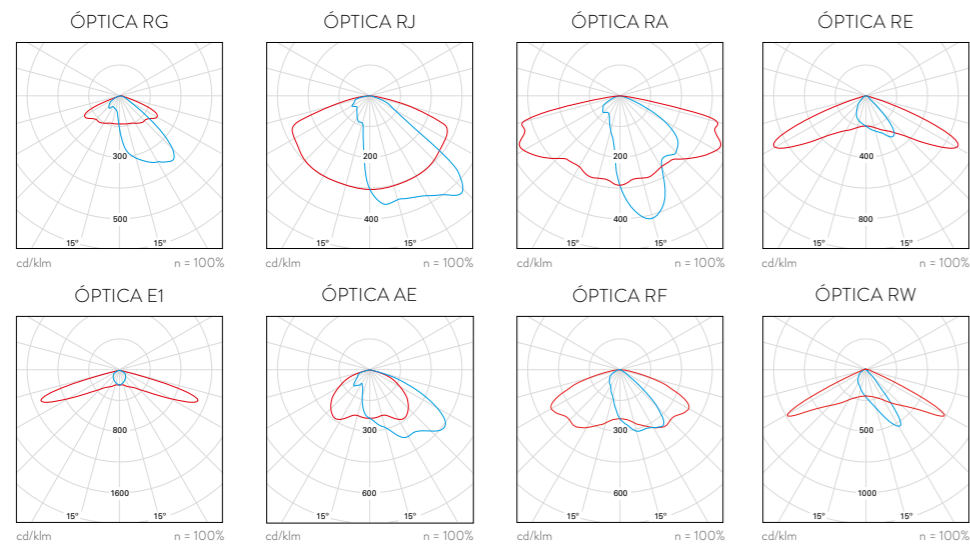 ÓPTICA RG
300
500
15° 15°
cd/klm n = 100%
ÓPTICA RJ
200
400
15° 15°
cd/klm n = 100%
ÓPTICA RA
200
400
15° 15°
cd/klm n = 100%
ÓPTICA RE
400
800
15° 15°
cd/klm n = 100%
ÓPTICA E1
800
1600
15° 15°
cd/klm n = 100%
ÓPTICA AE
300
600
15° 15°
cd/klm n = 100%
ÓPTICA RF
300
600
15° 15°
cd/klm n = 100%
ÓPTICA RW
500
1000
15° 15°
cd/klm n = 100%